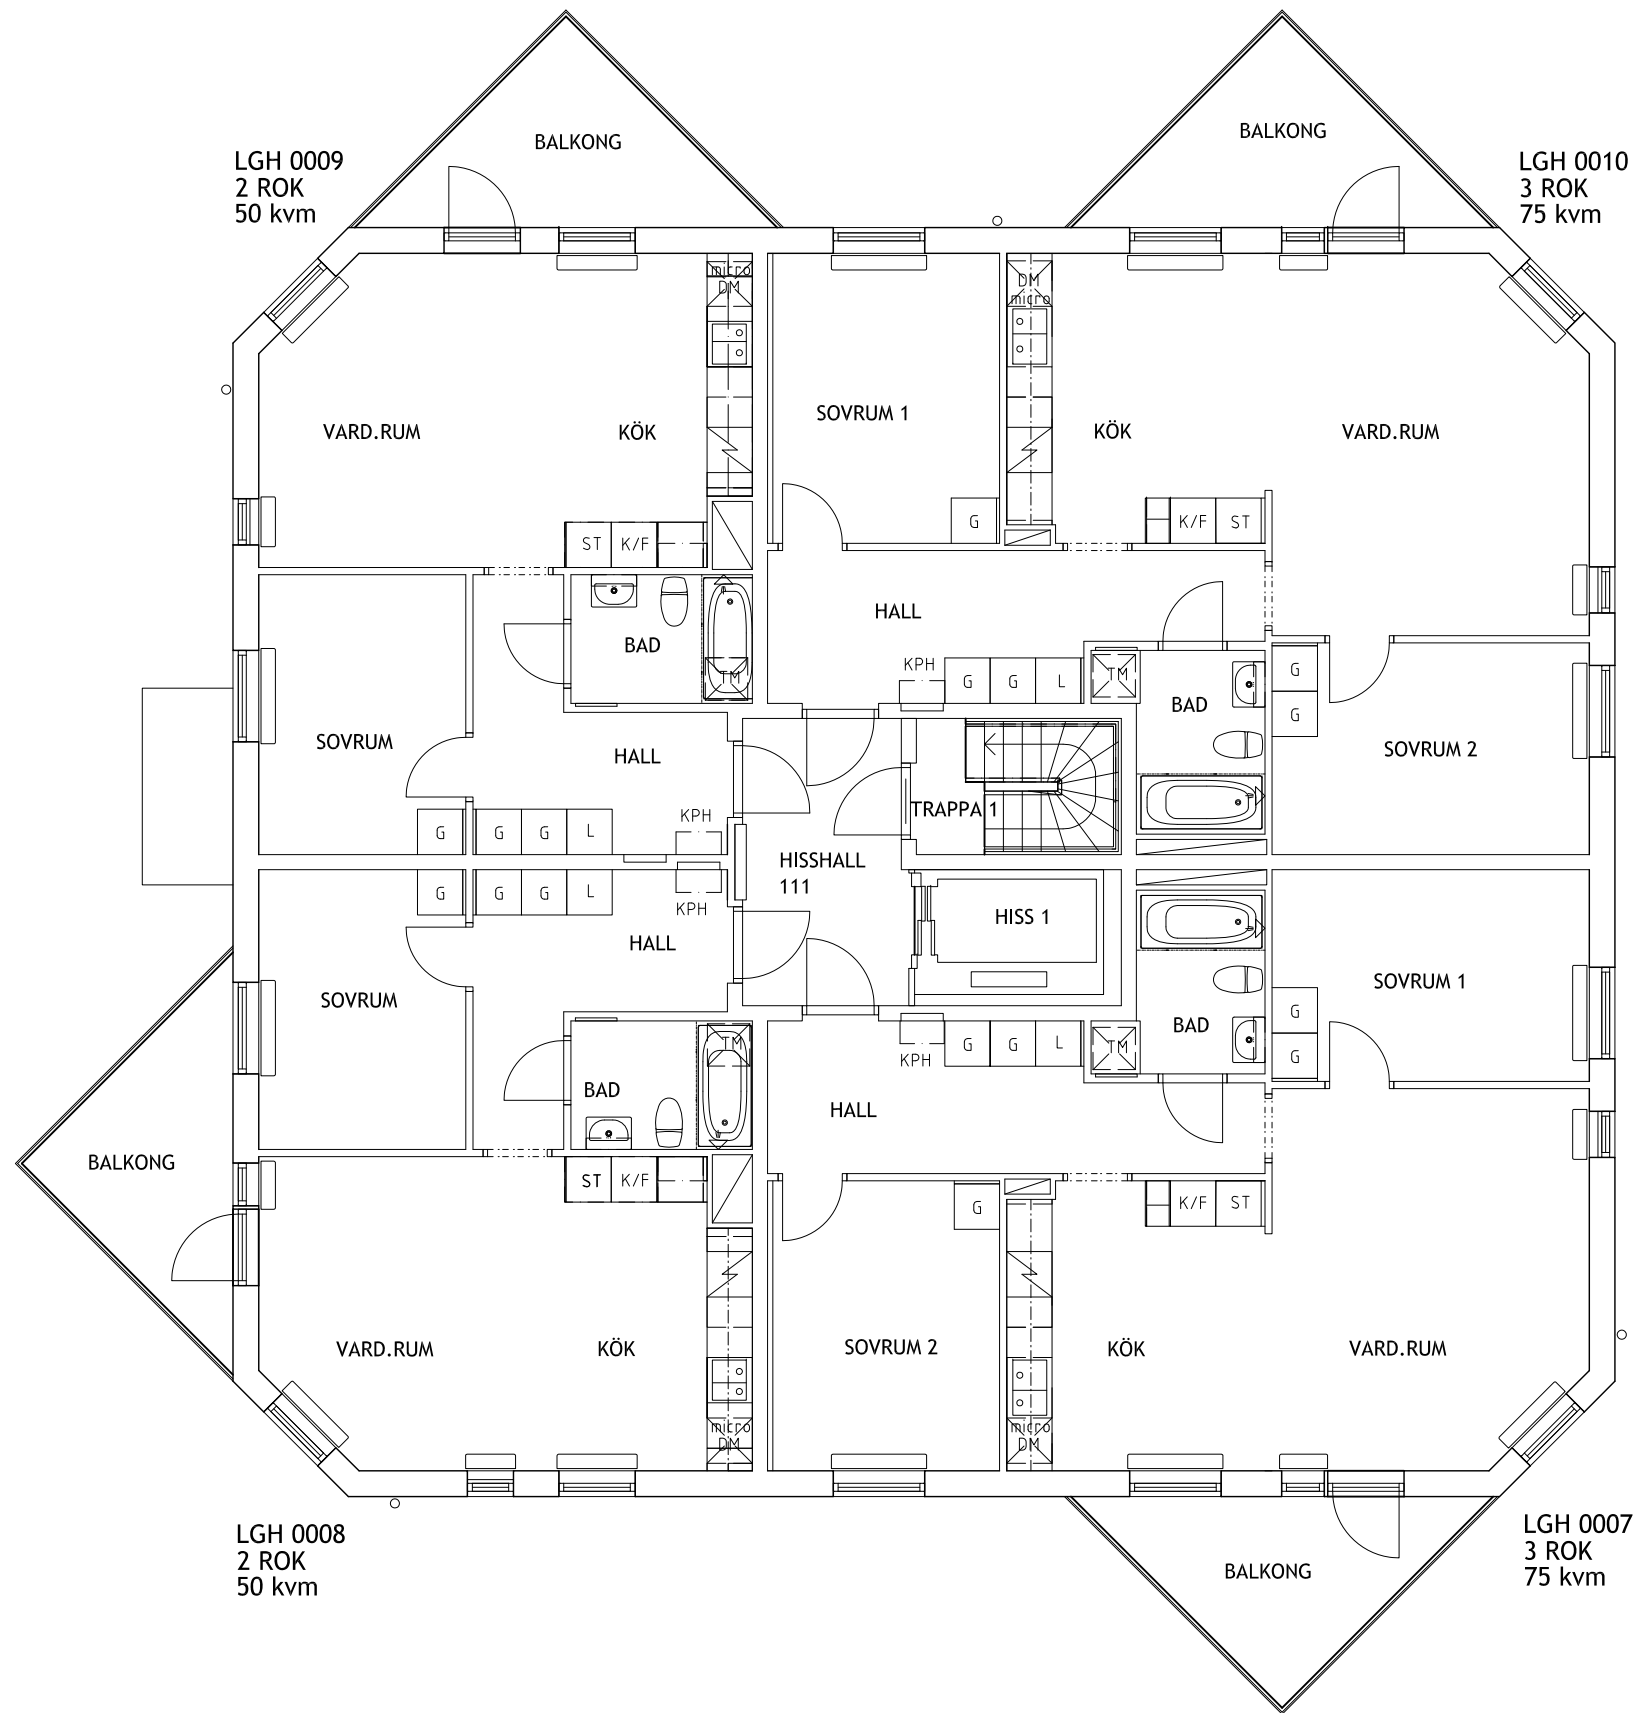 BALKONG
BALKONG
LGH 0009
2 ROK
50 kvm
LGH 0010
3 ROK
75 kvm
micro
DM
DM
micro
SOVRUM 1
VARD.RUM
KÖK
KÖK
VARD.RUM
G
K/F
ST
ST
K/F
HALL
BAD
KPH
G
G
L
TM
TM
G
BAD
G
SOVRUM
HALL
SOVRUM 2
TRAPPA 1
KPH
G
G
G
L
HISSHALL
111
G
G
G
L
KPH
HISS 1
HALL
SOVRUM
SOVRUM 1
G
BAD
TM
G
G
L
TM
G
KPH
BAD
HALL
BALKONG
ST
K/F
G
K/F
ST
VARD.RUM
KÖK
SOVRUM 2
KÖK
VARD.RUM
micro
DM
micro
DM
LGH 0008
2 ROK
50 kvm
LGH 0007
3 ROK
75 kvm
BALKONG